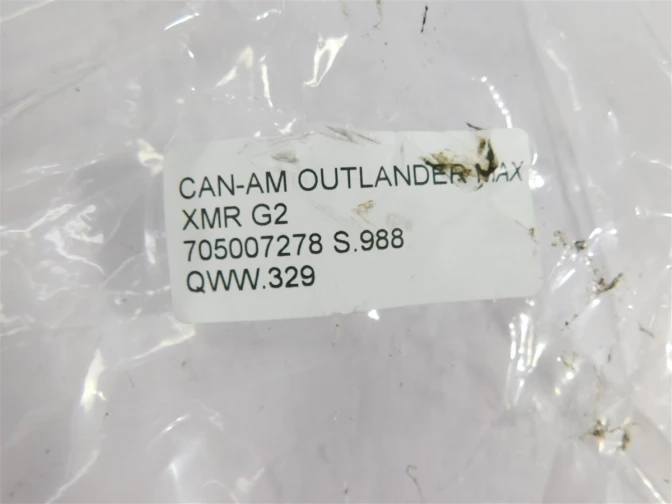 CAN-AM OUTLANDER MAX
XMR G2
705007278 S.988
QWW.329